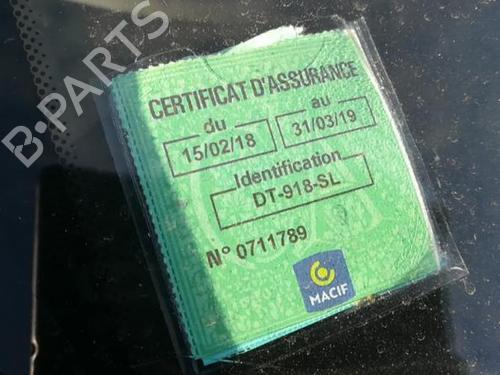 B-PARTS
CERTIFICAT D'ASSURANCE
du au
15/02/18 31/03/19
Identification
DT-918-SL
N° 0711789
MACIF